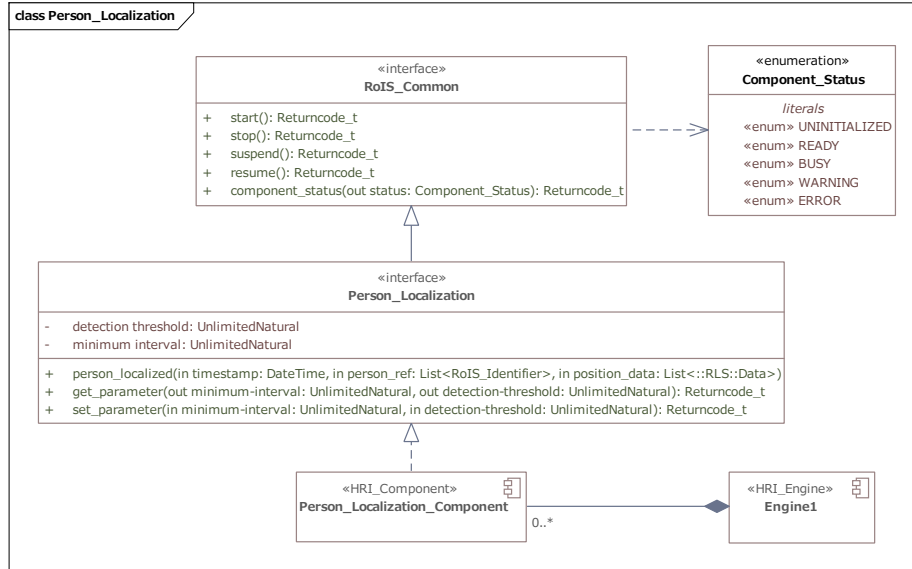 class Person_Localization
«interface»
RoIS_Common
+ start(): Returncode_t
+ stop(): Returncode_t
+ suspend(): Returncode_t
+ resume(): Returncode_t
+ component_status(out status: Component_Status): Returncode_t
«enumeration»
Component_Status
literals
«enum» UNINITIALIZED
«enum» READY
«enum» BUSY
«enum» WARNING
«enum» ERROR
«interface»
Person_Localization
- detection threshold: UnlimitedNatural
- minimum interval: UnlimitedNatural
+ person_localized(in timestamp: DateTime, in person_ref: List<RoIS_Identifier>, in position_data: List<::RLS::Data>)
+ get_parameter(out minimum-interval: UnlimitedNatural, out detection-threshold: UnlimitedNatural): Returncode_t
+ set_parameter(in minimum-interval: UnlimitedNatural, in detection-threshold: UnlimitedNatural): Returncode_t
«HRI_Component»
Person_Localization_Component
0..*
«HRI_Engine»
Engine1